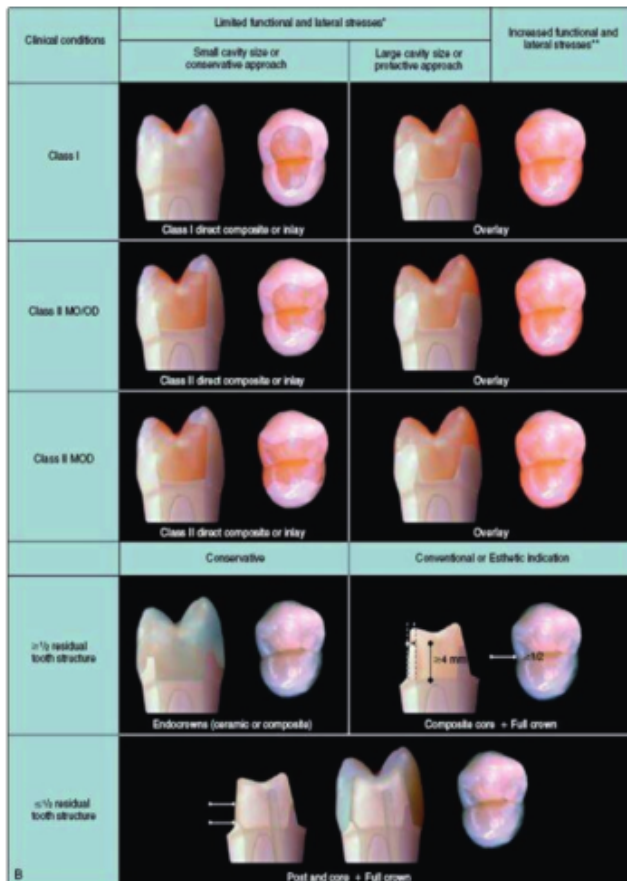 Clinical conditions
Limited functional and lateral stresses*
Increased functional and
lateral stresses**
Small cavity size or
conservative approach
Large cavity size or
protective approach
Class I
Class I direct composite or inlay
Overlay
Class II MO/OD
Class II direct composite or inlay
Overlay
Class II MOD
Class II direct composite or inlay
Overlay
Conservative
Conventional or Esthetic indication
≥½ residual
tooth structure
≥4 mm
≥1/2
Endocrowns (ceramic or composite)
Composite core + Full crown
≤½ residual
tooth structure
Post and core + Full crown
B